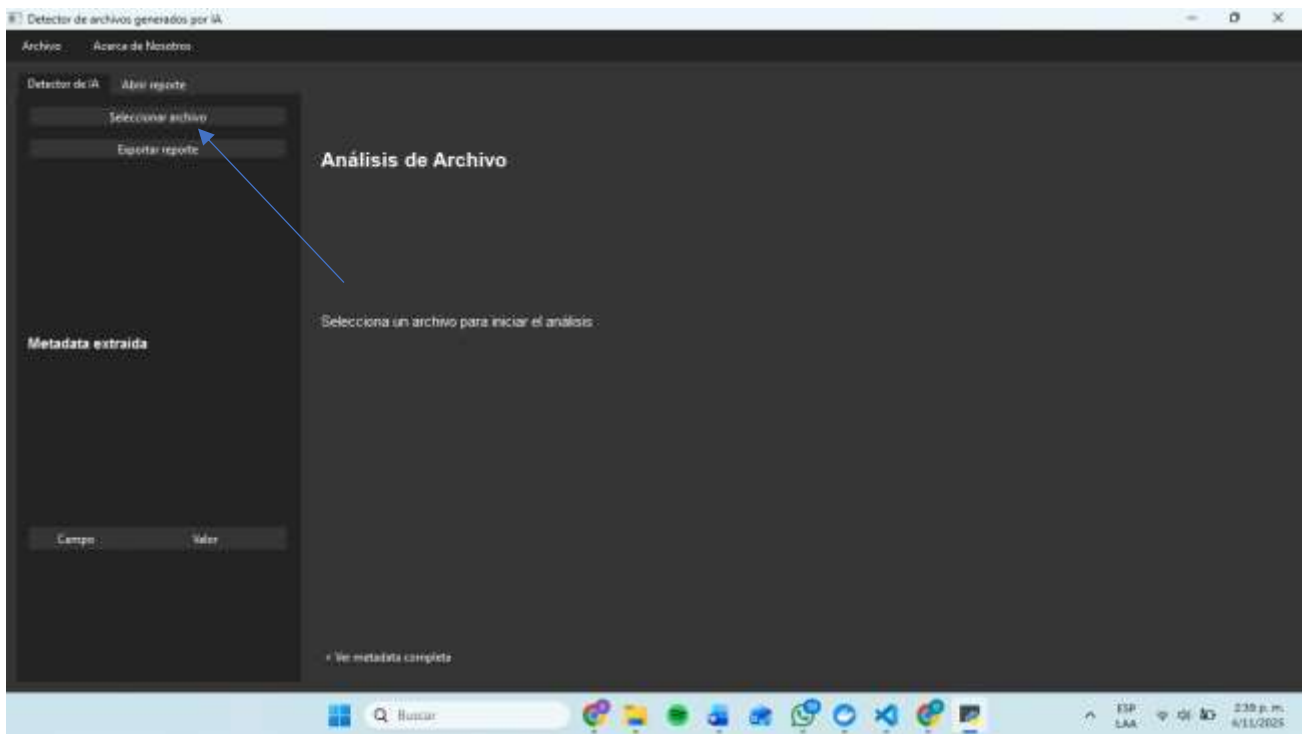 Detector de archivos generados por IA
Archivo Acerca de Nosotros
Detector de IA Abrir reporte
Seleccionar archivo
Exportar reporte
Análisis de Archivo
Selecciona un archivo para iniciar el análisis
Metadata extraida
Campo Valor
Ver metadata completa
Buscar
ESP
LAA
2:39 p. m.
4/11/2025